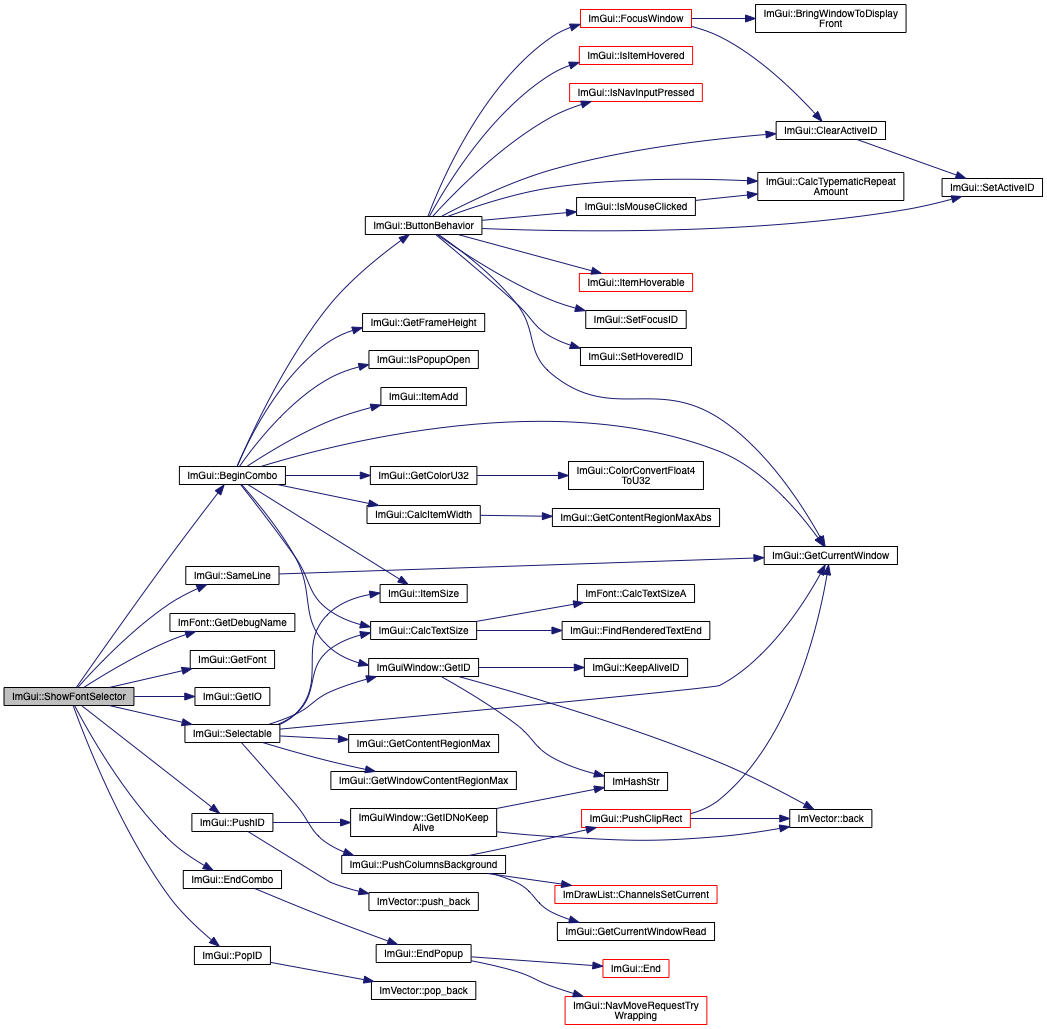 ImGui::FocusWindow
ImGui::BringWindowToDisplay
Front
ImGui::IsItemHovered
ImGui::IsNavInputPressed
ImGui::ClearActiveID
ImGui::CalcTypematicRepeat
Amount
ImGui::SetActiveID
ImGui::IsMouseClicked
ImGui::ButtonBehavior
ImGui::ItemHoverable
ImGui::SetFocusID
ImGui::GetFrameHeight
ImGui::SetHoveredID
ImGui::IsPopupOpen
ImGui::ItemAdd
ImGui::BeginCombo
ImGui::GetColorU32
ImGui::ColorConvertFloat4
ToU32
ImGui::CalcItemWidth
ImGui::GetContentRegionMaxAbs
ImGui::GetCurrentWindow
ImGui::SameLine
ImGui::ItemSize
ImFont::CalcTextSizeA
ImFont::GetDebugName
ImGui::CalcTextSize
ImGui::FindRenderedTextEnd
ImGui::GetFont
ImGuiWindow::GetID
ImGui::KeepAliveID
ImGui::ShowFontSelector
ImGui::GetIO
ImGui::Selectable
ImGui::GetContentRegionMax
ImGui::GetWindowContentRegionMax
ImHashStr
ImGui::PushID
ImGuiWindow::GetIDNoKeep
Alive
ImGui::PushClipRect
ImVector::back
ImGui::PushColumnsBackground
ImGui::EndCombo
ImDrawList::ChannelsSetCurrent
ImVector::push_back
ImGui::GetCurrentWindowRead
ImGui::PopID
ImGui::EndPopup
ImGui::End
ImVector::pop_back
ImGui::NavMoveRequestTry
Wrapping